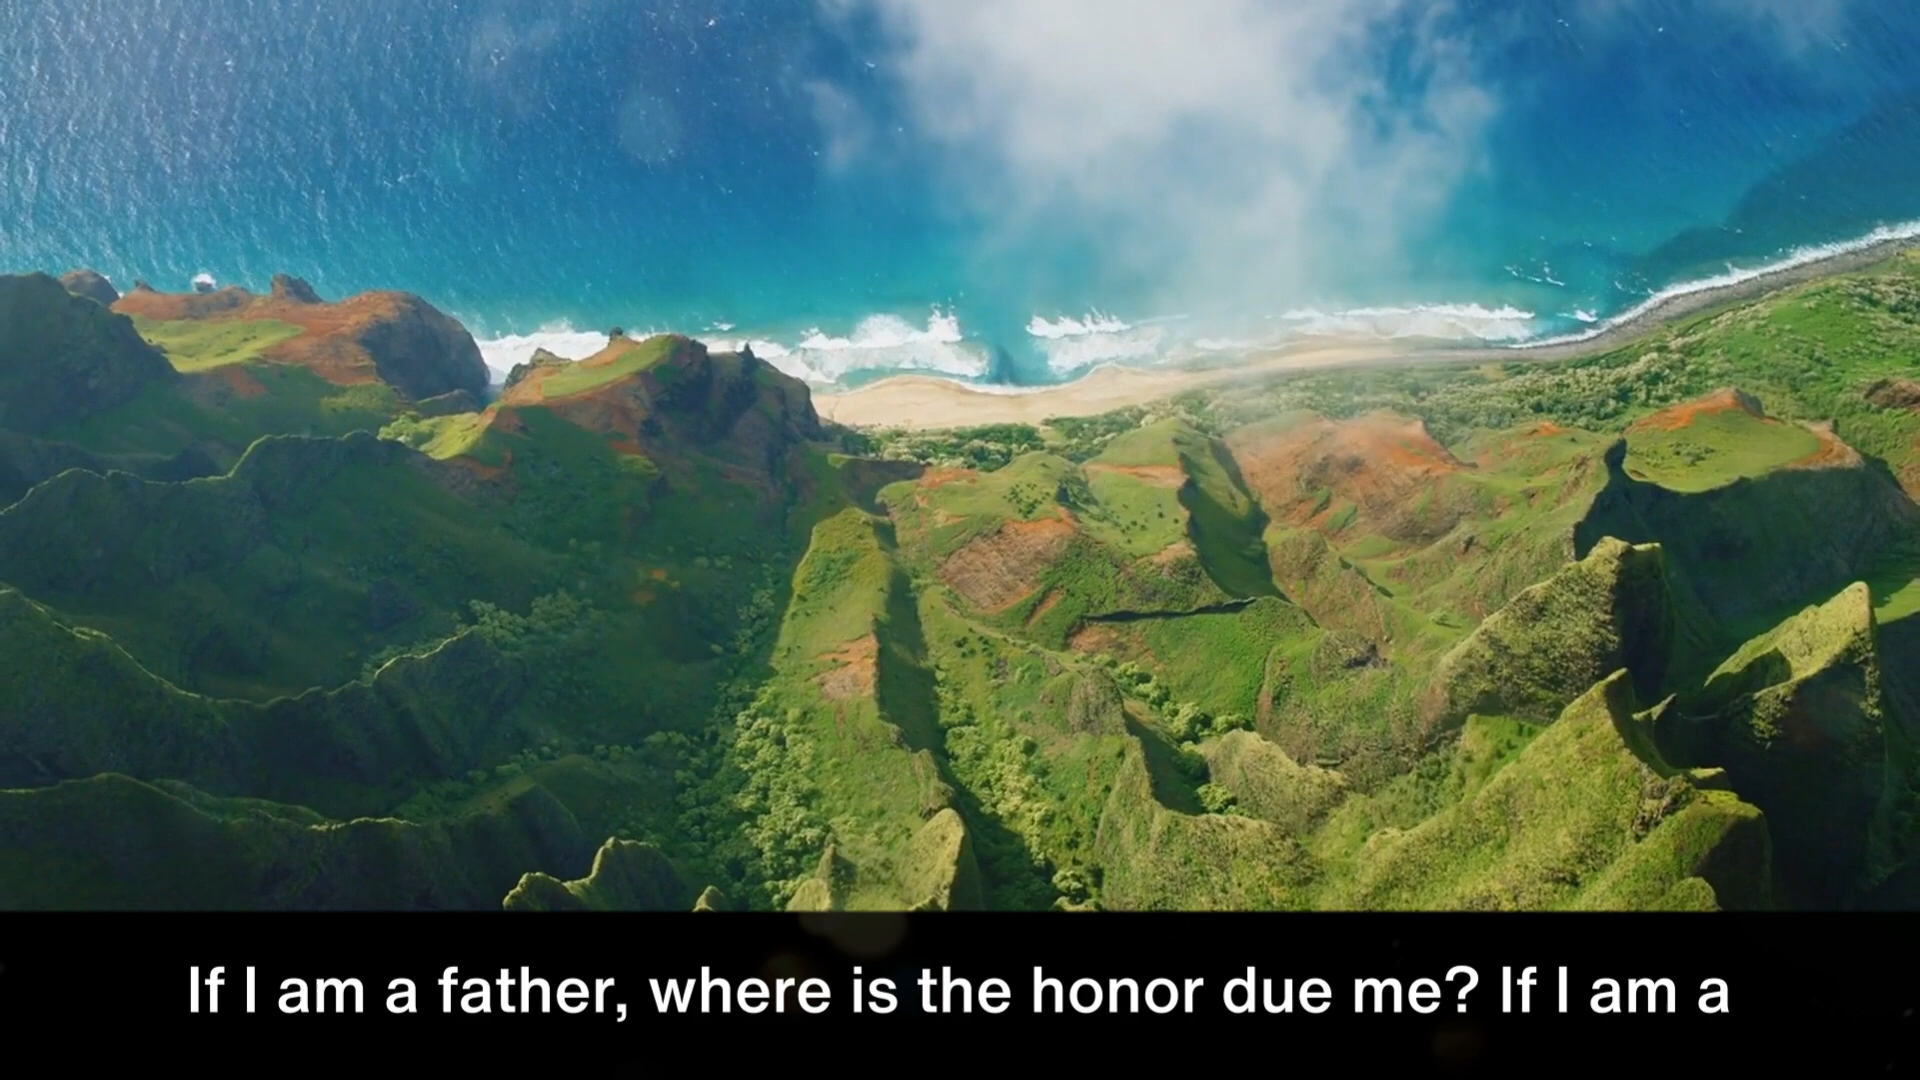 If I am a father, where is the honor due me? If I am a